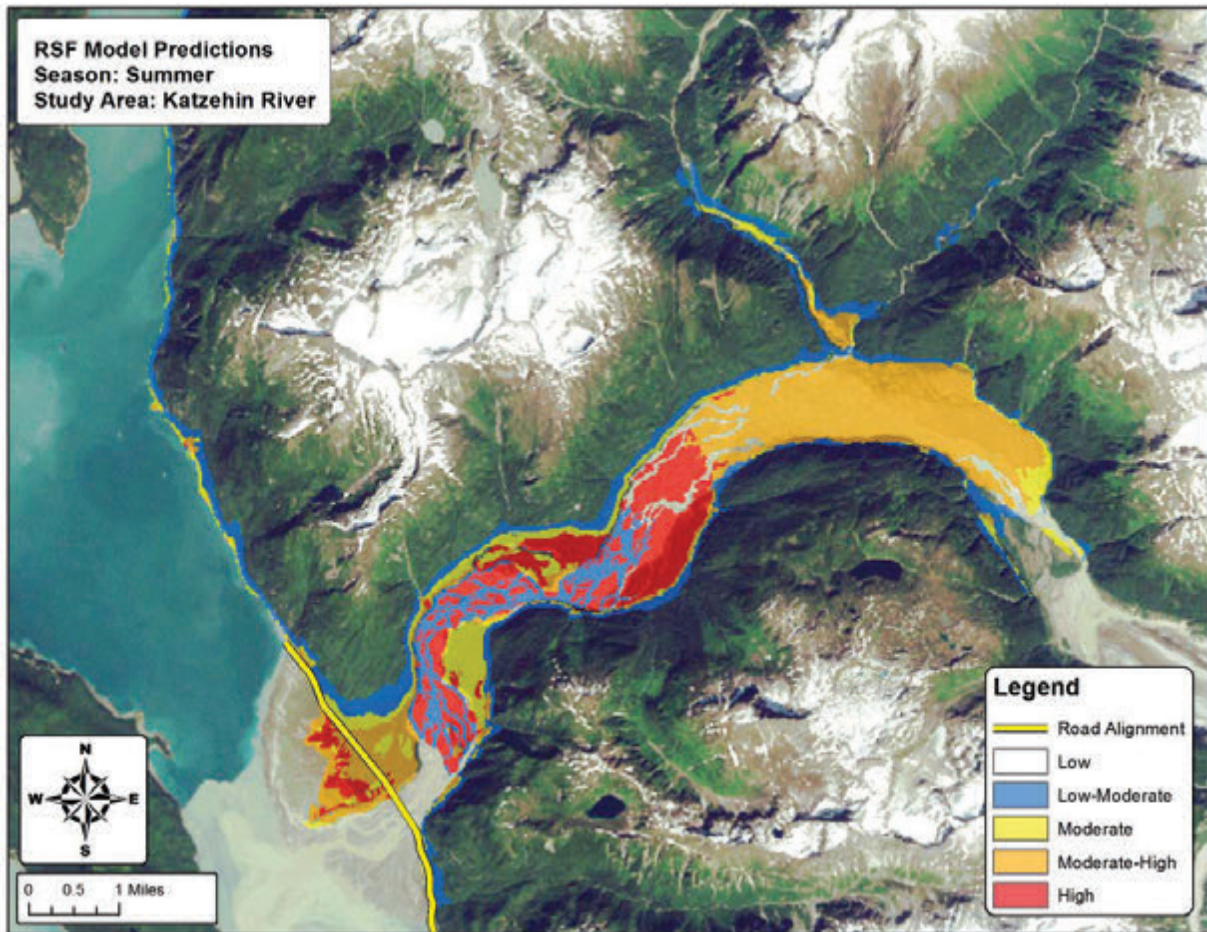 RSF Model Predictions
Season: Summer
Study Area: Katzehin River
Legend
Road Alignment
Low
Low-Moderate
Moderate
Moderate-High
High
N
W E
S
0 0.5 1 Miles